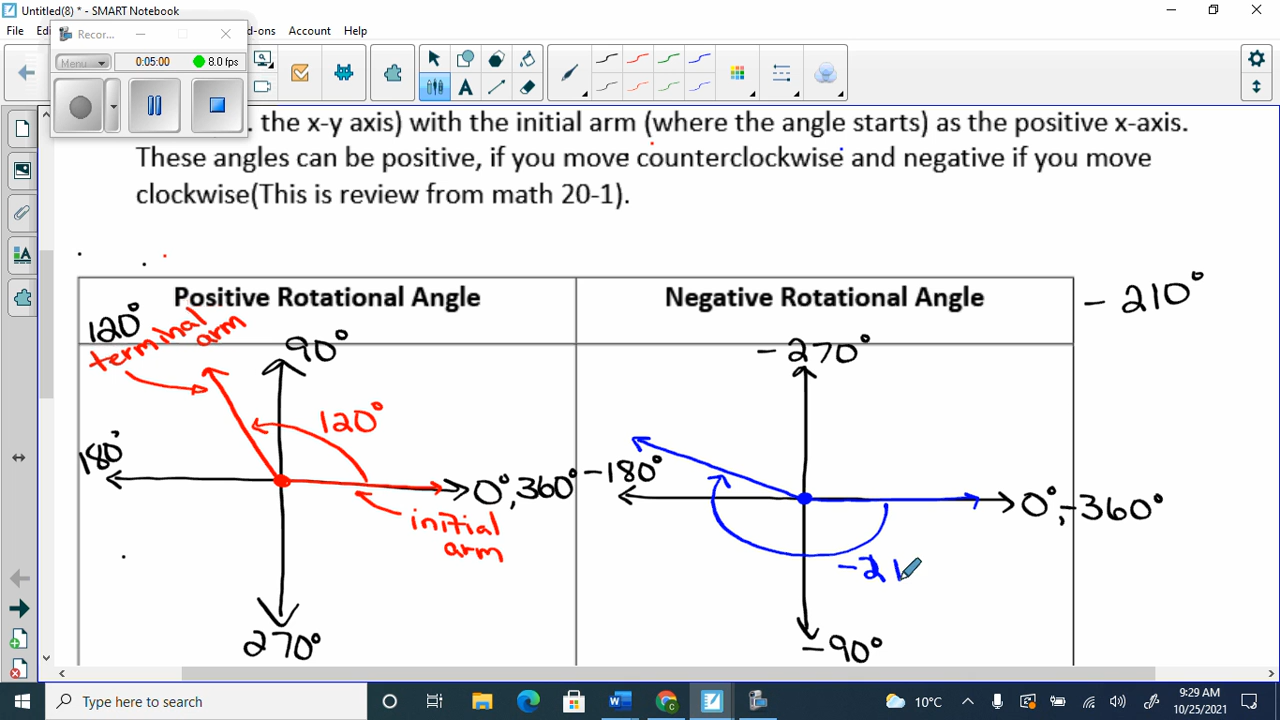 Untitled(8) * - SMART Notebook
Recor...
File
Ed
d-ons
Account
Help
Menu
0:05:00
8.0 fps
. the x-y axis) with the initial arm (where the angle starts) as the positive x-axis.
These angles can be positive, if you move counterclockwise and negative if you move
clockwise(This is review from math 20-1).
Positive Rotational Angle
Negative Rotational Angle
- 210°
120°
terminal
arm
90°
120°
180°
0°, 360°
initial
arm
270°
-270°
-180°
0°, -360°
-21
-90°
Type here to search
10°C
9:29 AM
10/25/2021